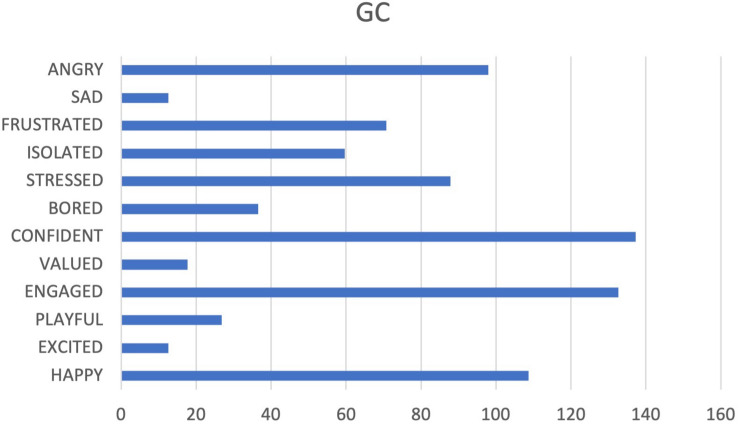 GC
ANGRY
SAD
FRUSTRATED
ISOLATED
STRESSED
BORED
CONFIDENT
VALUED
ENGAGED
PLAYFUL
EXCITED
HAPPY
0 20 40 60 80 100 120 140 160